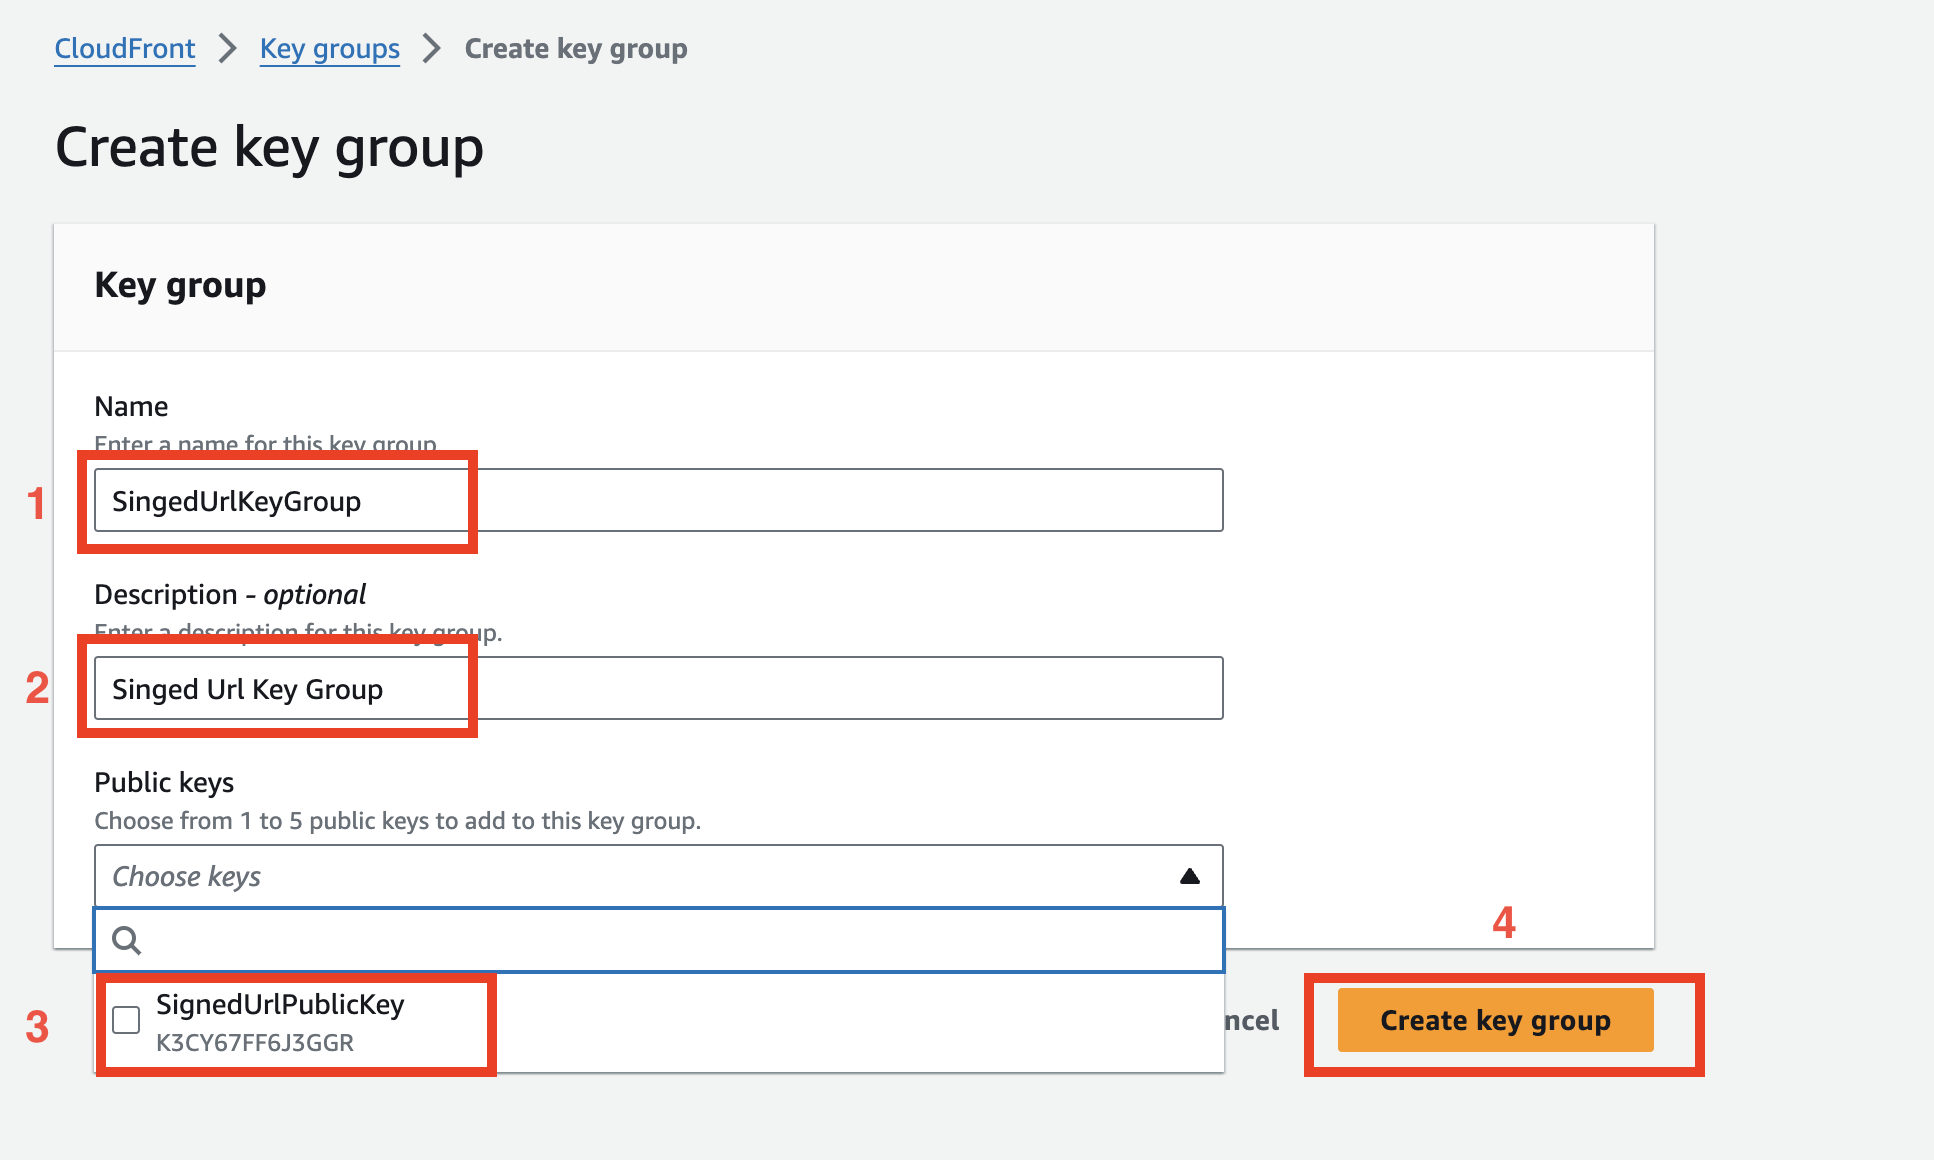 CloudFront > Key groups > Create key group
Create key group
Key group
Name
Enter a name for this key group.
1
SingedUrlKeyGroup
Description - optional
Enter a description for this key group.
2
Singed Url Key Group
Public keys
Choose from 1 to 5 public keys to add to this key group.
Choose keys
4
3
SignedUrlPublicKey
K3CY67FF6J3GGR
ncel
Create key group